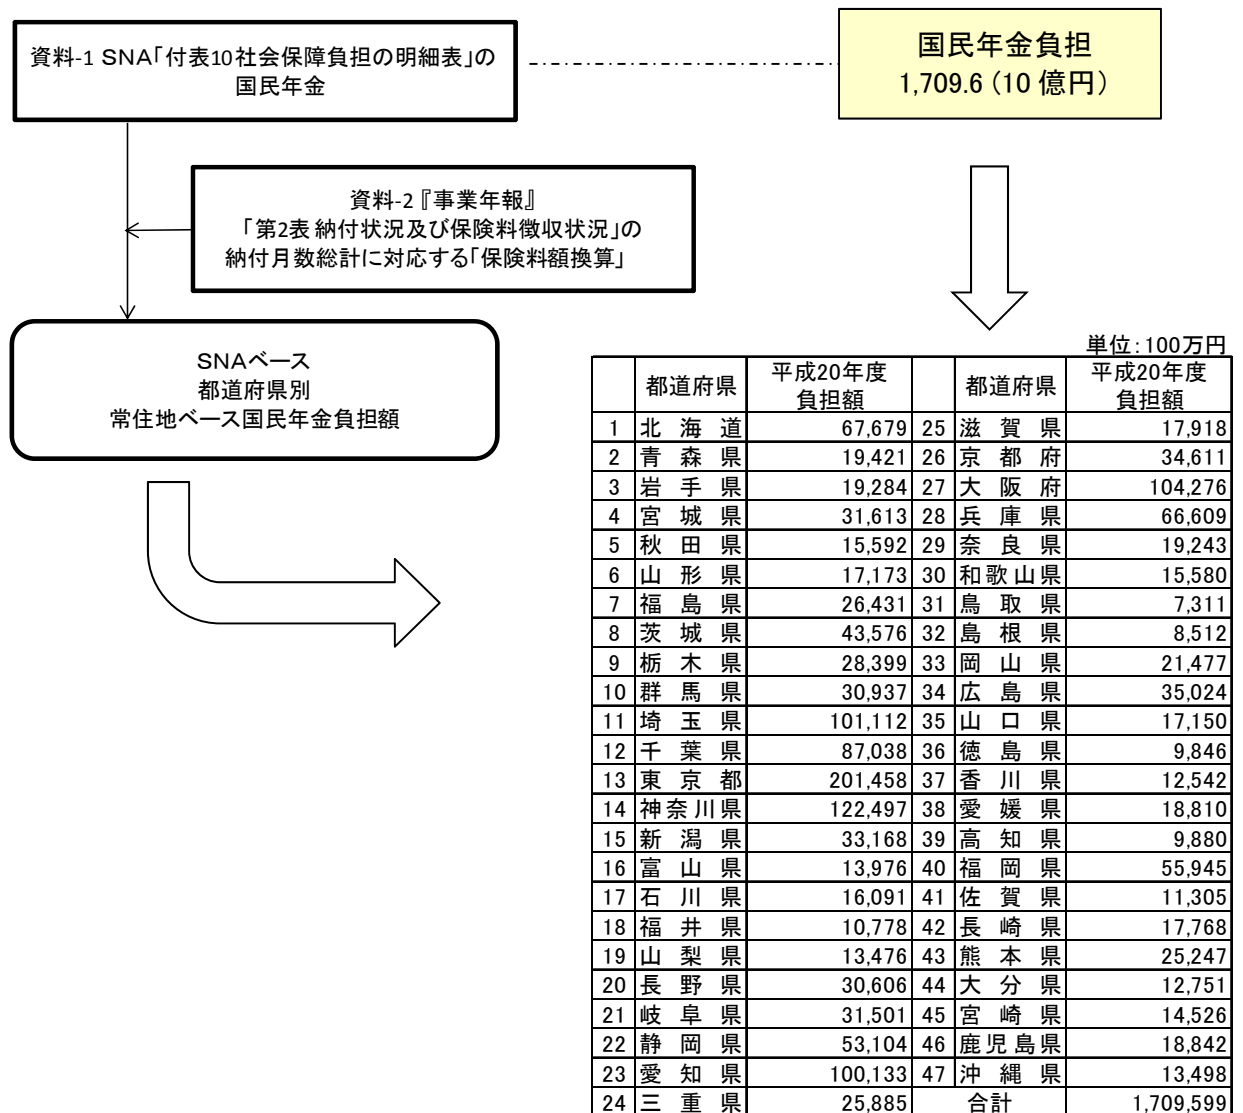 資料-1 SNA「付表10社会保障負担の明細表」の
国民年金
国民年金負担
1,709.6 (10 億円)
資料-2 『事業年報』
「第2表 納付状況及び保険料徴収状況」の
納付月数総計に対応する「保険料額換算」
SNAベース
都道府県別
常住地ベース国民年金負担額
単位：100万円
都道府県 平成20年度 負担額 都道府県 平成20年度 負担額
1 北海道 67,679 25 滋賀県 17,918
2 青森県 19,421 26 京都府 34,611
3 岩手県 19,284 27 大阪府 104,276
4 宮城県 31,613 28 兵庫県 66,609
5 秋田県 15,592 29 奈良県 19,243
6 山形県 17,173 30 和歌山県 15,580
7 福島県 26,431 31 鳥取県 7,311
8 茨城県 43,576 32 島根県 8,512
9 栃木県 28,399 33 岡山県 21,477
10 群馬県 30,937 34 広島県 35,024
11 埼玉県 101,112 35 山口県 17,150
12 千葉県 87,038 36 徳島県 9,846
13 東京都 201,458 37 香川県 12,542
14 神奈川県 122,497 38 愛媛県 18,810
15 新潟県 33,168 39 高知県 9,880
16 富山県 13,976 40 福岡県 55,945
17 石川県 16,091 41 佐賀県 11,305
18 福井県 10,778 42 長崎県 17,768
19 山梨県 13,476 43 熊本県 25,247
20 長野県 30,606 44 大分県 12,751
21 岐阜県 31,501 45 宮崎県 14,526
22 静岡県 53,104 46 鹿児島県 18,842
23 愛知県 100,133 47 沖縄県 13,498
24 三重県 25,885 合計 1,709,599